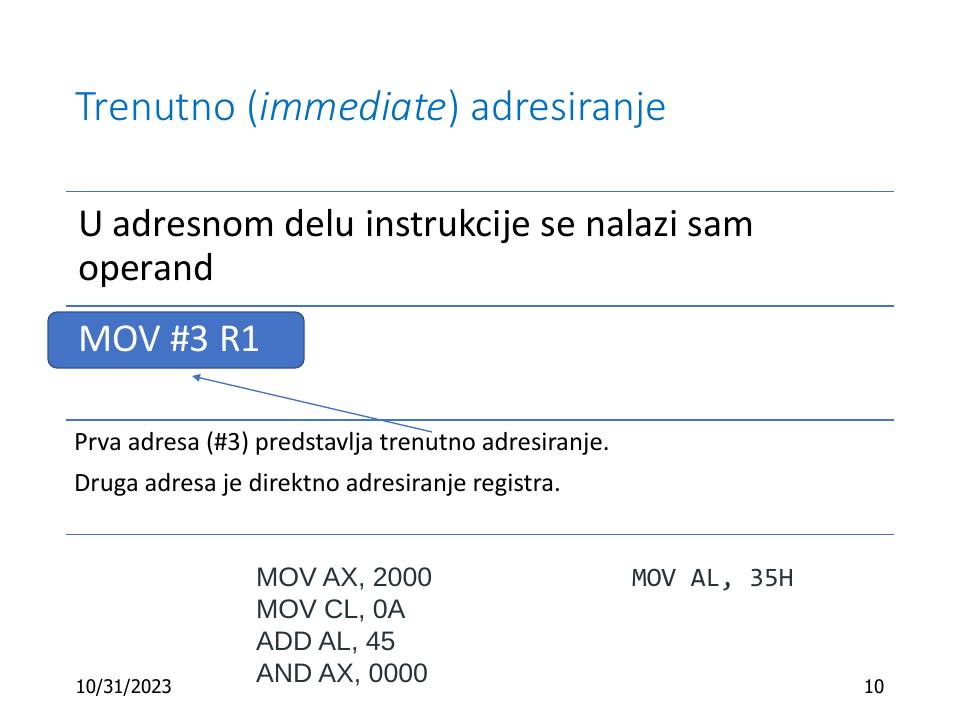 Trenutno (immediate) adresiranje
U adresnom delu instrukcije se nalazi sam
operand
MOV #3 R1
Prva adresa (#3) predstavlja trenutno adresiranje.
Druga adresa je direktno adresiranje registra.
MOV AX, 2000
MOV CL, 0A
ADD AL, 45
AND AX, 0000
MOV AL, 35H
10/31/2023
10